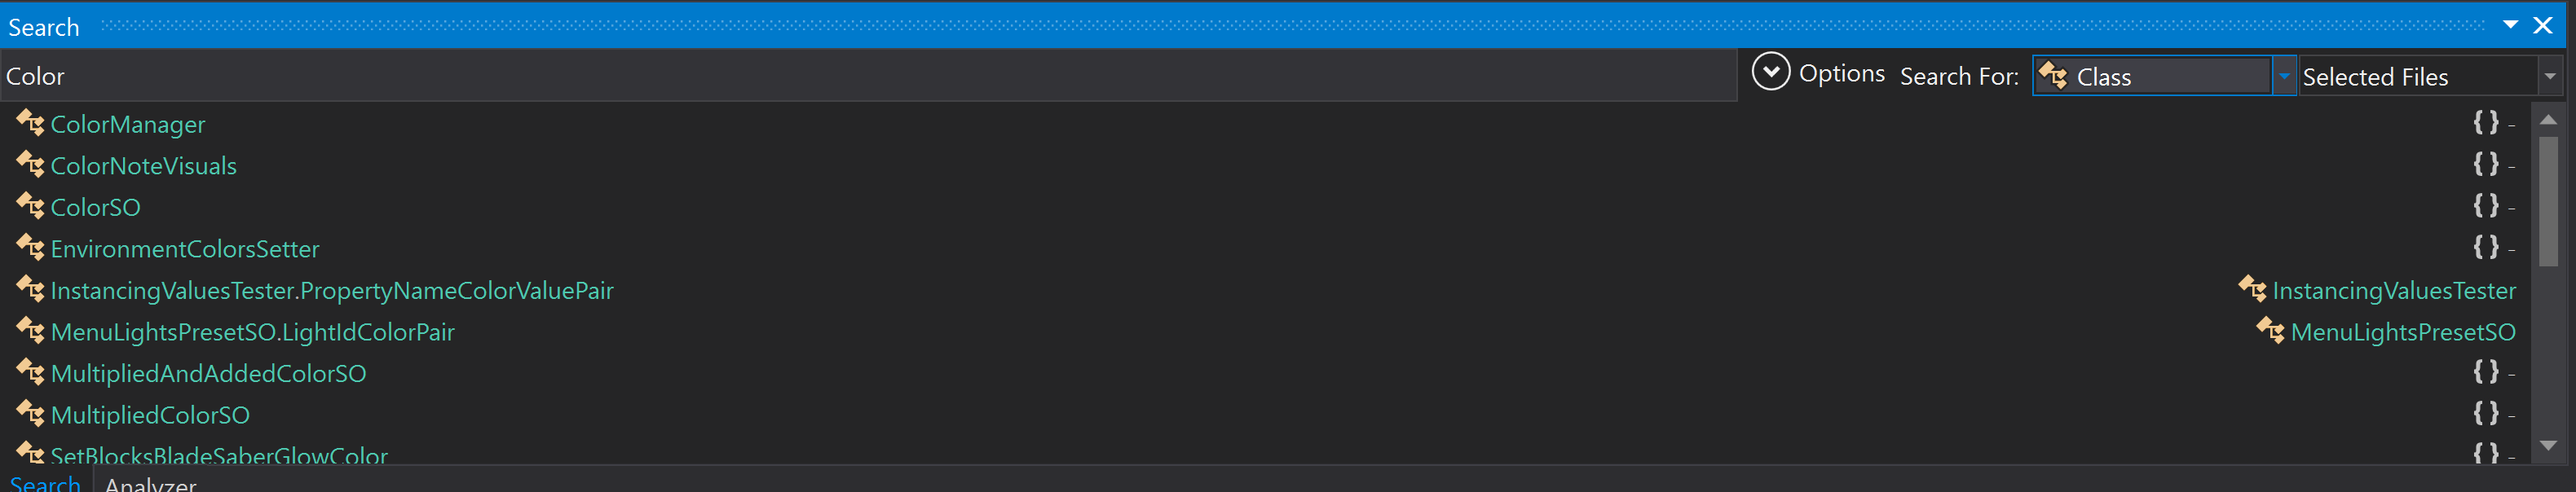 Search
Color Options Search For: Class Selected Files
ColorManager { } -
ColorNoteVisuals { } -
ColorSO { } -
EnvironmentColorsSetter { } -
InstancingValuesTester.PropertyNameColorValuePair InstancingValuesTester
MenuLightsPresetSO.LightIdColorPair MenuLightsPresetSO
MultipliedAndAddedColorSO { } -
MultipliedColorSO { } -
SetBlocksBladeSaberGlowColor { } -
Search Analyzer